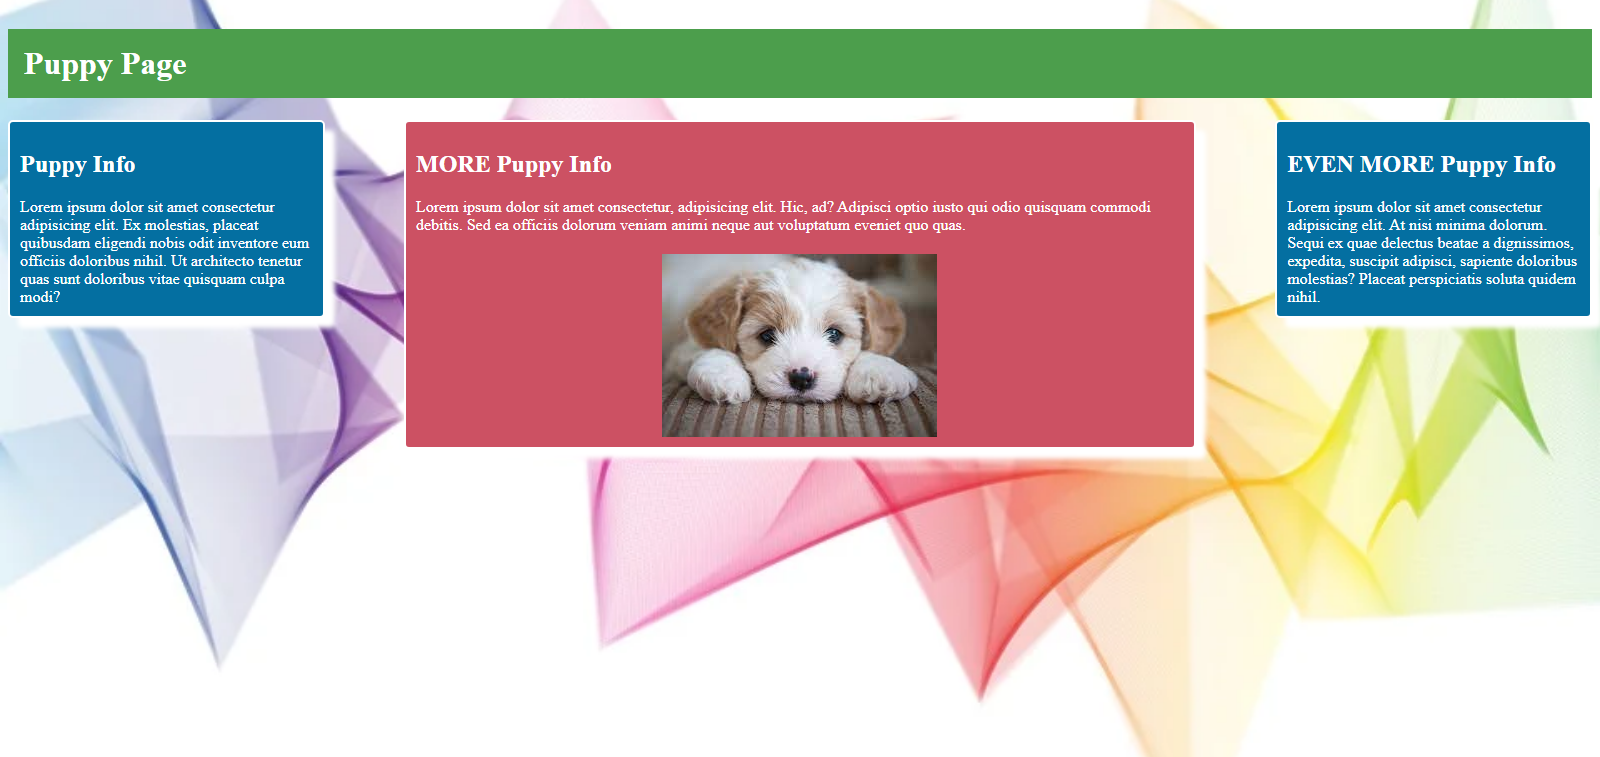 Puppy Page
Puppy Info
Lorem ipsum dolor sit amet consectetur
adipisicing elit. Ex molestias, placeat
quibusdam eligendi nobis odit inventore eum
officiis doloribus nihil. Ut architecto tenetur
quas sunt doloribus vitae quisquam culpa
modi?
MORE Puppy Info
Lorem ipsum dolor sit amet consectetur, adipisicing elit. Hic, ad? Adipisci optio iusto qui odio quisquam commodi
debitis. Sed ea officiis dolorum veniam animi neque aut voluptatum eveniet quo quas.
EVEN MORE Puppy Info
Lorem ipsum dolor sit amet consectetur
adipisicing elit. At nisi minima dolorum.
Sequi ex quae delectus beatae a dignissimos,
expedita, suscipit adipisci, sapiente doloribus
molestias? Placeat perspiciatis soluta quidem
nihil.